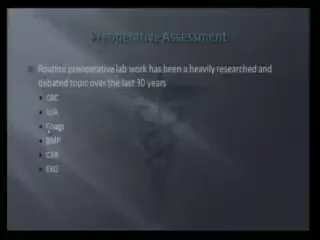 Preoperative Assessment
Routine preoperative lab work has been a heavily researched and
debated topic over the last 30 years
CBC
U/A
Coags
BMP
CXR
EKG